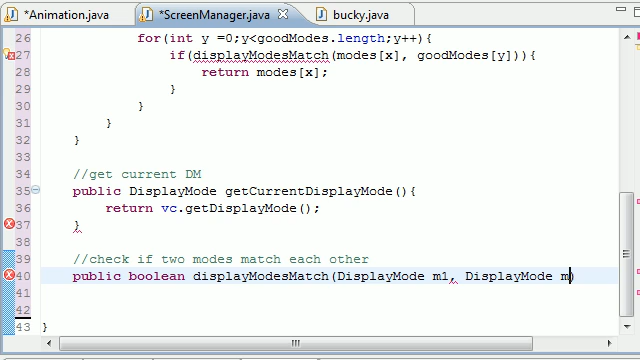 *Animation.java *ScreenManager.java bucky.java
26 for(int y =0;y<goodModes.length;y++){
27 if(displayModesMatch(modes[x], goodModes[y])){
28 return modes[x];
29 }
30 }
31 }
32 }
33
34 //get current DM
35 public DisplayMode getCurrentDisplayMode(){
36 return vc.getDisplayMode();
37 }
38
39 //check if two modes match each other
40 public boolean displayModesMatch(DisplayMode m1, DisplayMode m)
41
42
43 }